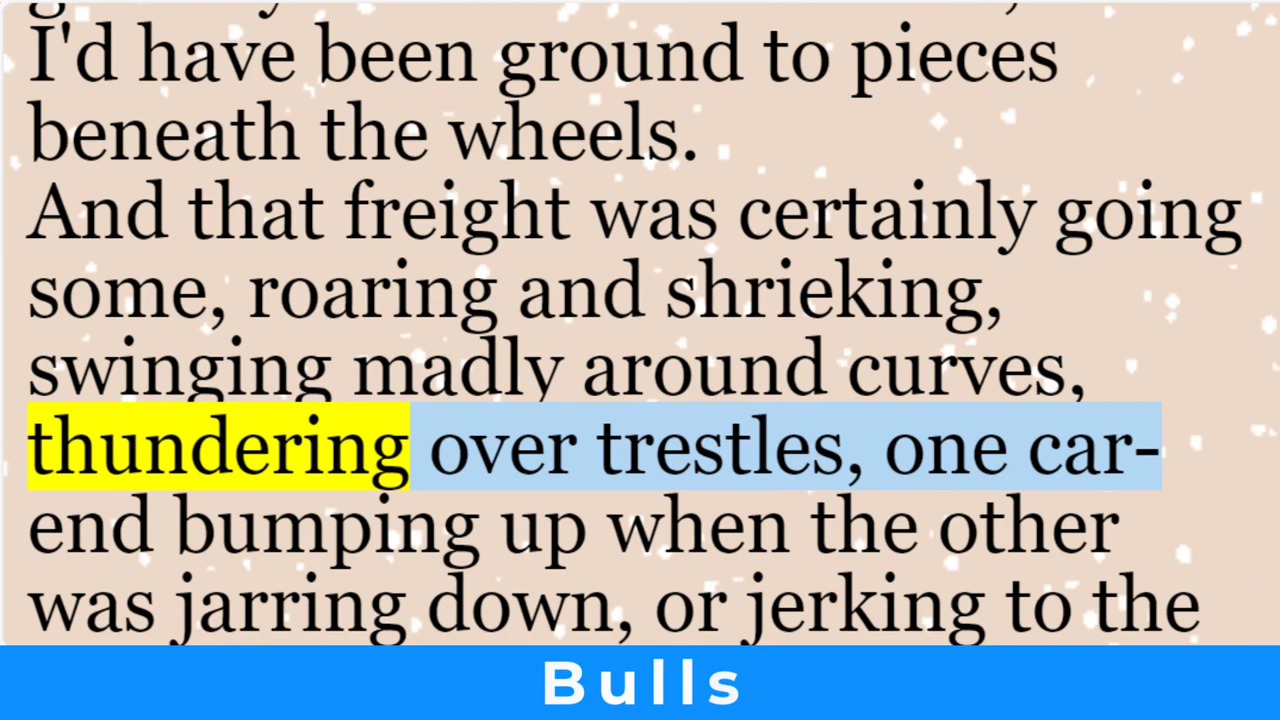 I'd have been ground to pieces
beneath the wheels.
And that freight was certainly going
some, roaring and shrieking,
swinging madly around curves,
thundering over trestles, one car-
end bumping up when the other
was jarring down, or jerking to the
Bulls